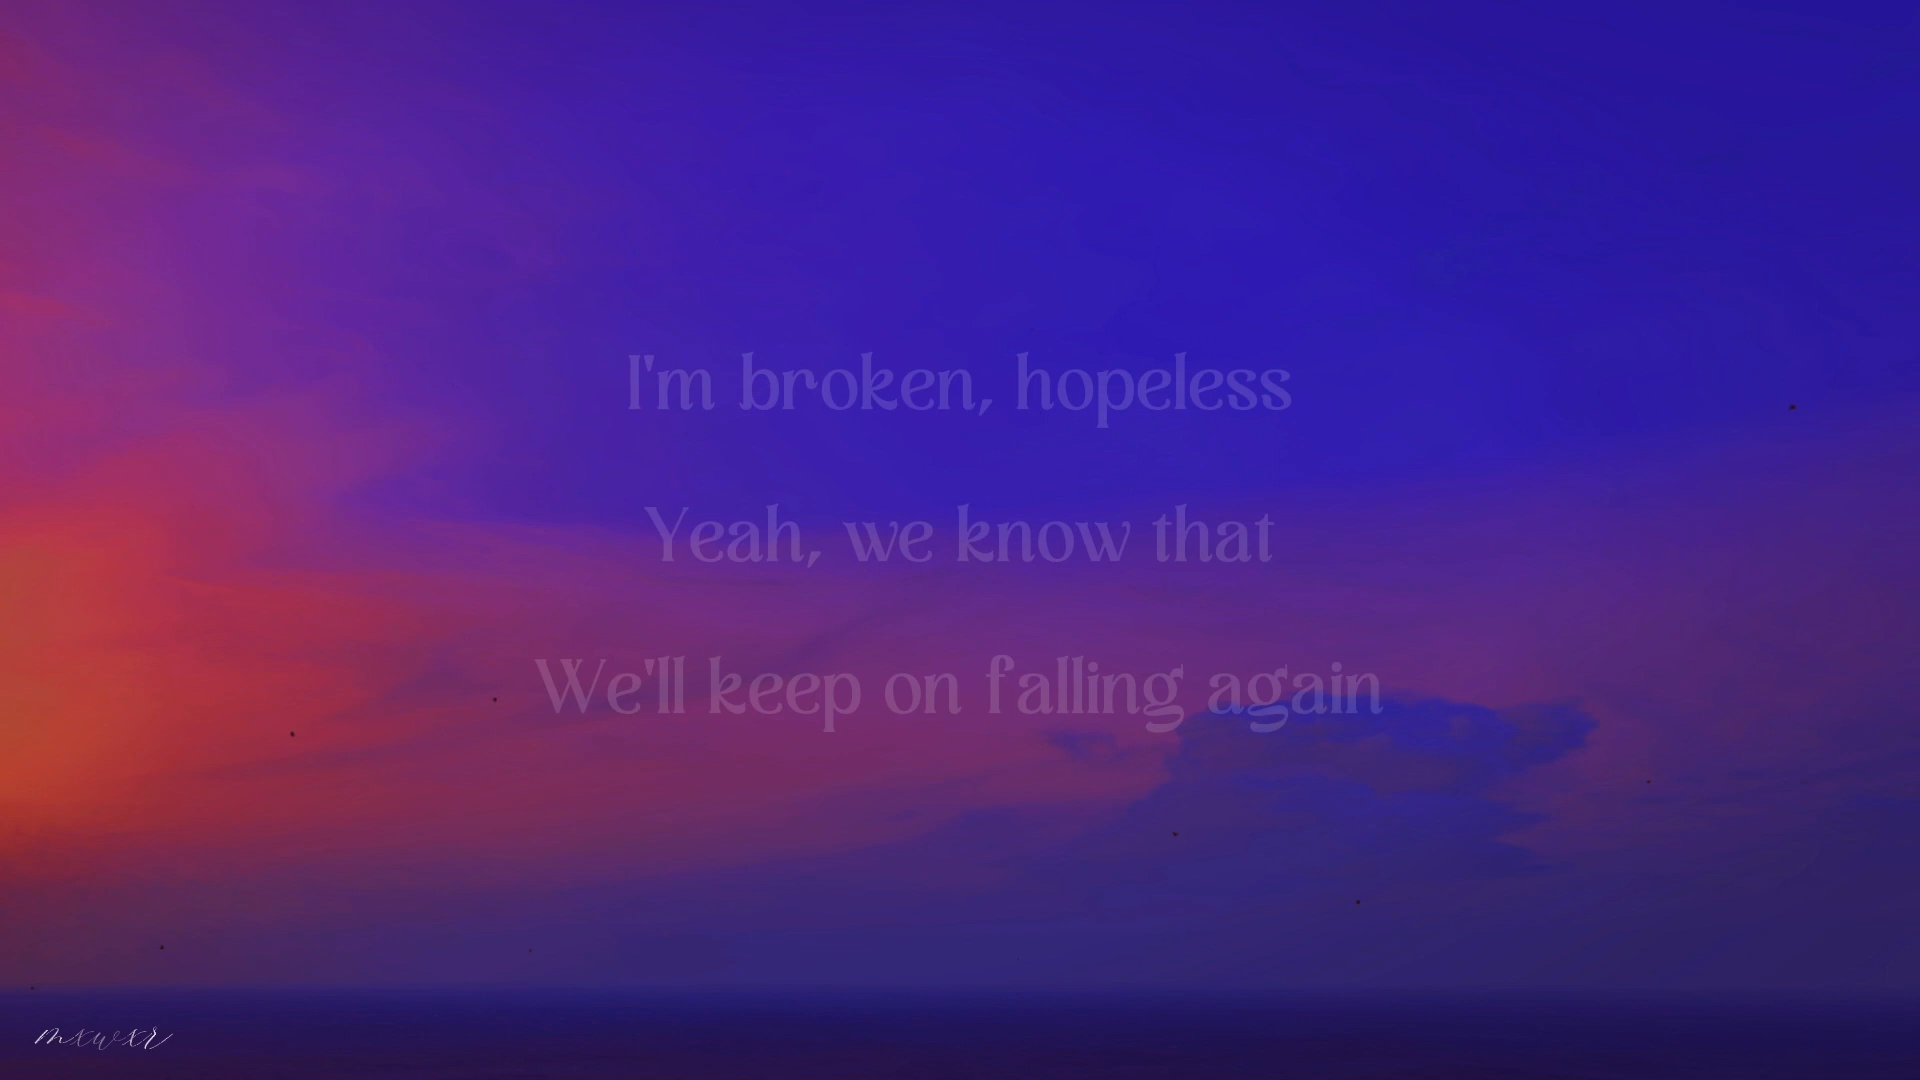 I'm broken, hopeless
Yeah, we know that
We'll keep on falling again
mxwxr